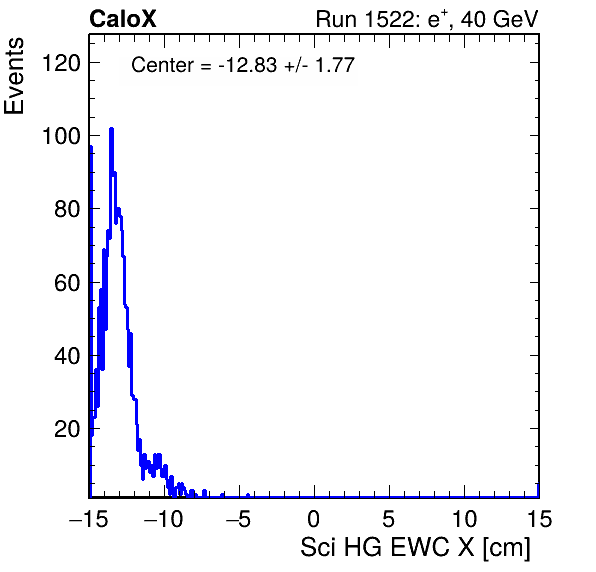 CaloX Run 1522: e+, 40 GeV
Center = -12.83 +/- 1.77
Events
120
100
80
60
40
20
−15 −10 −5 0 5 10 15
Sci HG EWC X [cm]